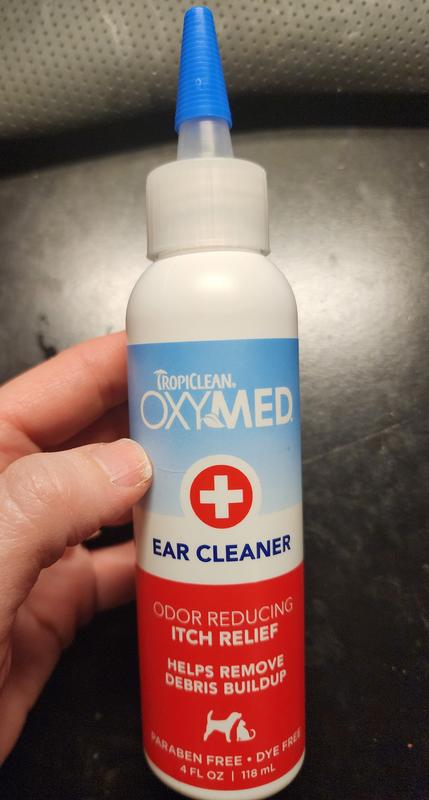 TROPICLEAN®
OXYMED®
EAR CLEANER
ODOR REDUCING
ITCH RELIEF
HELPS REMOVE
DEBRIS BUILDUP
PARABEN FREE • DYE FREE
4 FL OZ | 118 mL